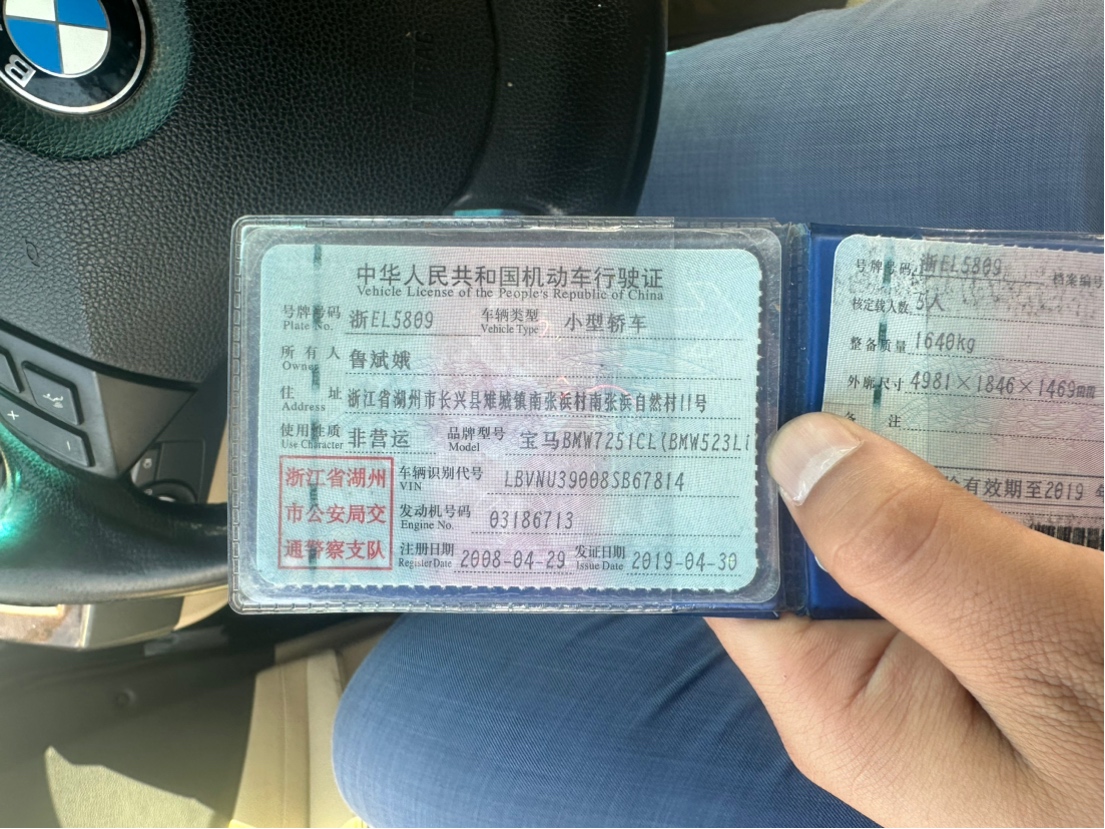 B
中华人民共和国机动车行驶证
Vehicle License of the People's Republic of China
号牌号码 浙EL5809 车辆类型 小型轿车
Plate No. Vehicle Type
所有人 鲁斌娥
Owner
住址 浙江省湖州市长兴县雉城镇南张浜村南张浜自然村11号
Address
使用性质 非营运 品牌型号 宝马BMW7251CL(BMW523Li
Use Character Model
浙江省湖州
市公安局交
通警察支队
车辆识别代号 LBVNU39008SB67814
VIN
发动机号码 03186713
Engine No.
注册日期 2008-04-29 发证日期 2019-04-30
Register Date Issue Date
号牌号码 浙EL5809 档案编号
核定载人数 5人
整备质量 1640kg
外廓尺寸 4981×1846×1469mm
备注
有效期至2019 年